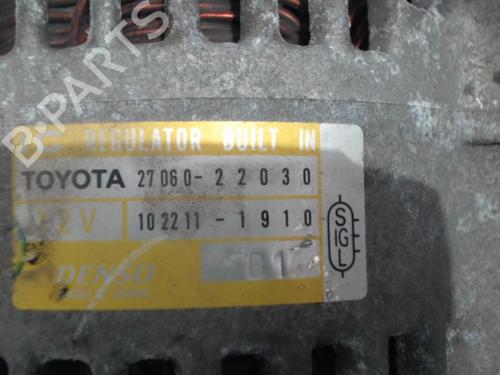 B-PARTS
REGULATOR BUILT IN
TOYOTA 27060-22030
12V 102211-1910
DENSO
S
IG
L